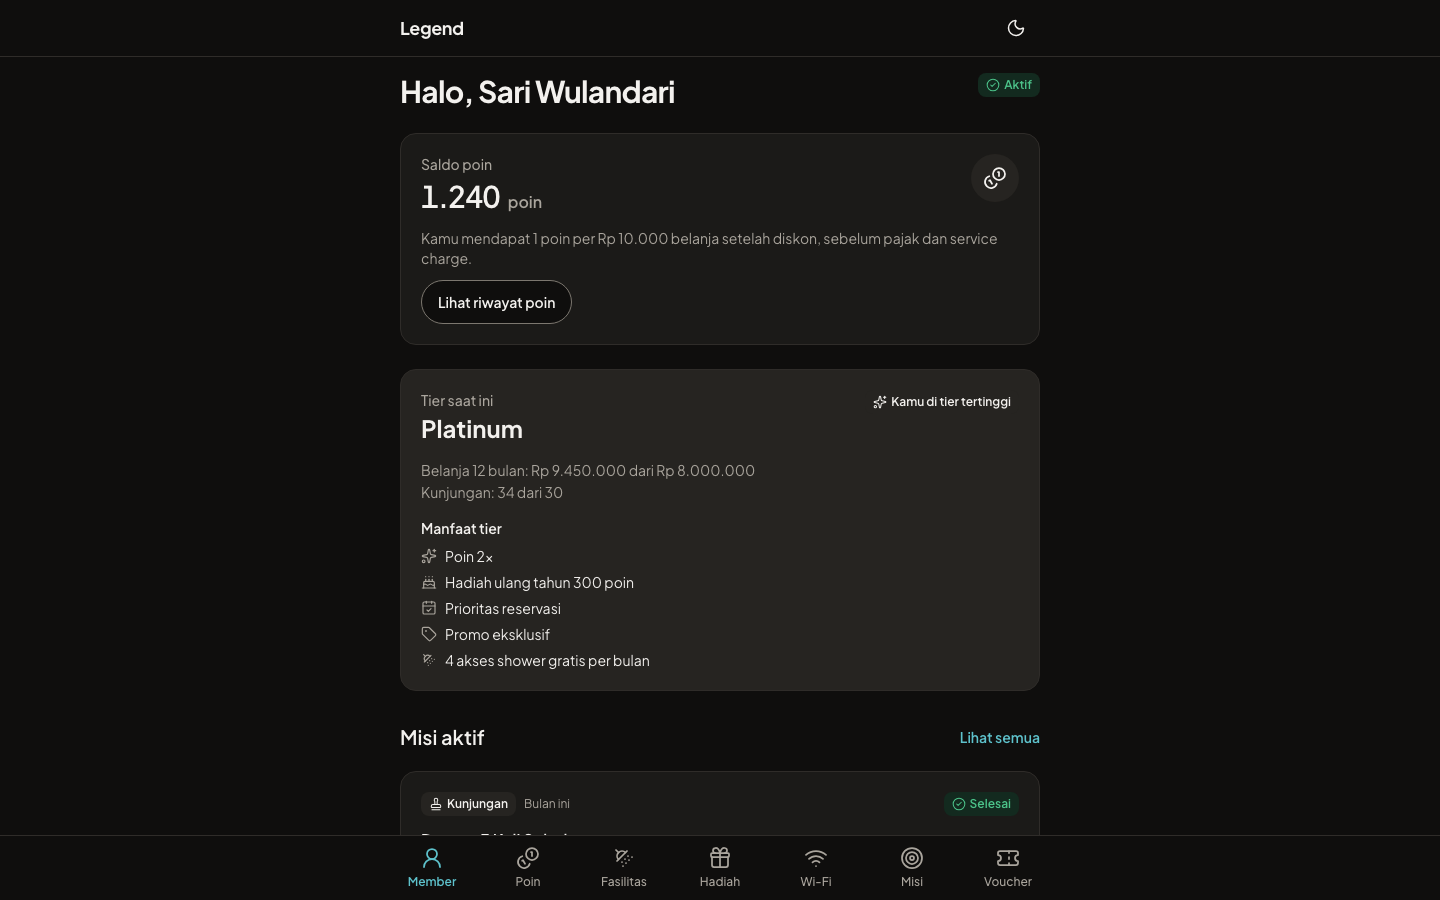 Legend
Halo, Sari Wulandari
Aktif
Saldo poin
1.240 poin
Kamu mendapat 1 poin per Rp 10.000 belanja setelah diskon, sebelum pajak dan service
charge.
Lihat riwayat poin
Tier saat ini
Kamu di tier tertinggi
Platinum
Belanja 12 bulan: Rp 9.450.000 dari Rp 8.000.000
Kunjungan: 34 dari 30
Manfaat tier
Poin 2×
Hadiah ulang tahun 300 poin
Prioritas reservasi
Promo eksklusif
4 akses shower gratis per bulan
Misi aktif
Lihat semua
Kunjungan
Bulan ini
Selesai
Member
Poin
Fasilitas
Hadiah
Wi-Fi
Misi
Voucher